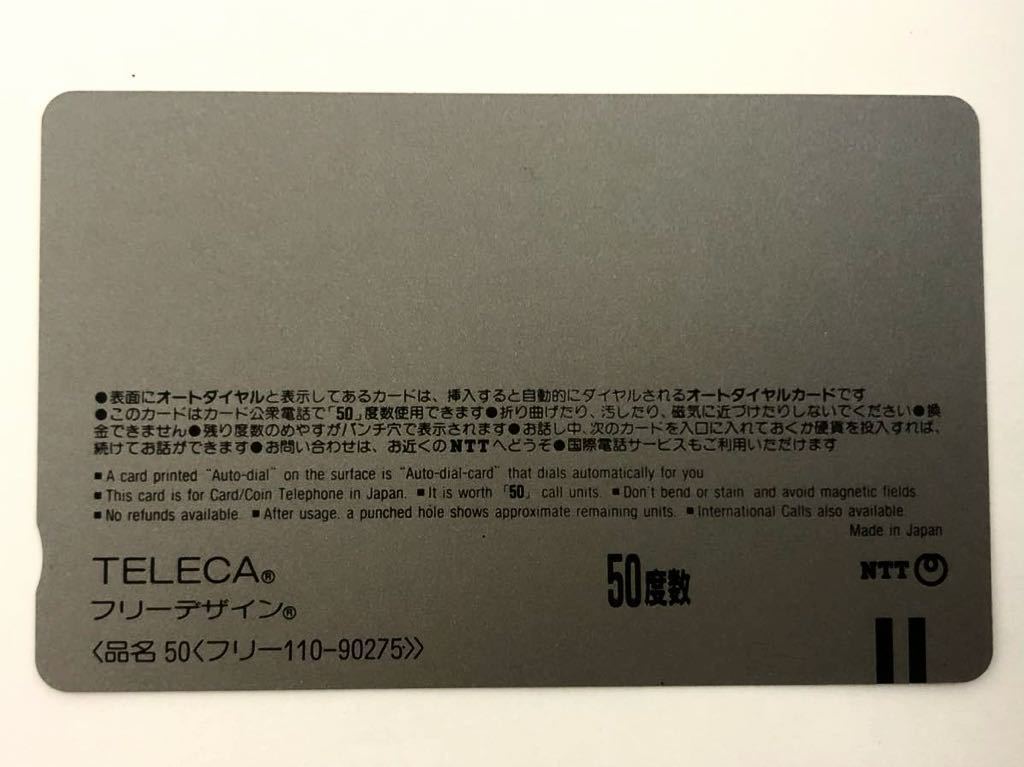 ●表面にオートダイヤルと表示してあるカードは、挿入すると自動的にダイヤルされるオートダイヤルカードです
●このカードはカード公衆電話で「50」度数使用できます●折り曲げたり、汚したり、磁気に近づけたりしないでください●換
金できません●残り度数のめやすがパンチ穴で表示されます●お話し中、次のカードを入口に入れておくか硬貨を投入すれば、
続けてお話ができます●お問い合わせは、お近くのNTTへどうぞ●国際電話サービスもご利用いただけます
■A card printed "Auto-dial" on the surface is "Auto-dial-card" that dials automatically for you
■This card is for Card/Coin Telephone in Japan. ■It is worth「50」call units. ■Don't bend or stain and avoid magnetic fields.
■No refunds available. ■After usage. a punched hole shows approximate remaining units. ■International Calls also available.
Made in Japan
TELECA®
フリーデザイン®
〈品名 50〈フリー110-90275〉〉
50度数
NTT